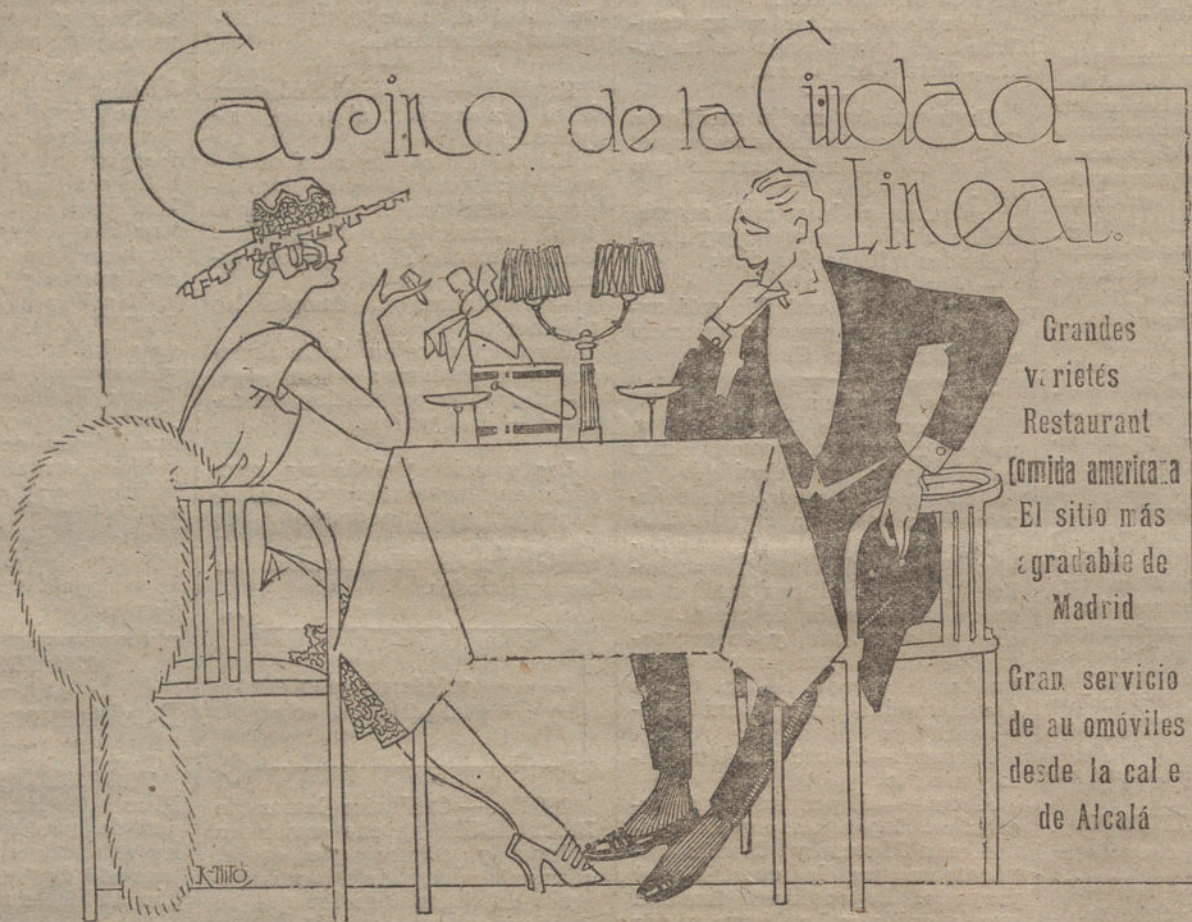 Casino de la Ciudad
Lineal.
Grandes
varietés
Restaurant
Comida americana
El sitio más
agradable de
Madrid
Gran servicio
de automóviles
desde la calle
de Alcalá
K-HITO